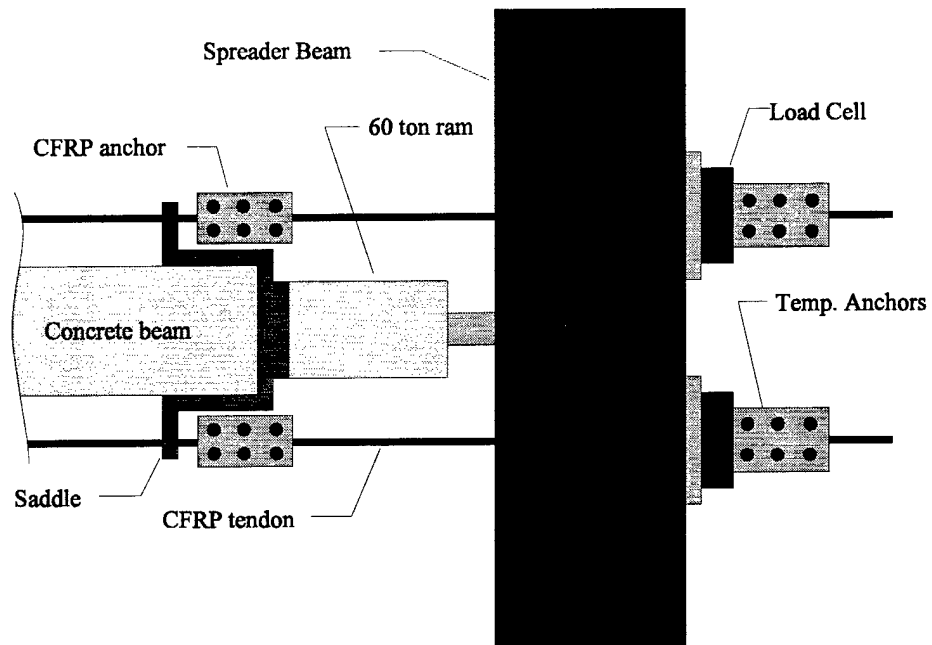 Spreader Beam
Load Cell
60 ton ram
CFRP anchor
Temp. Anchors
Concrete beam
Saddle
CFRP tendon